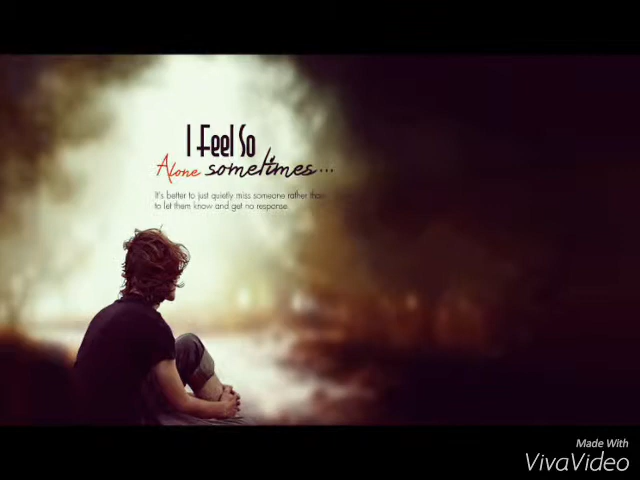 I Feel So
Alone sometimes...
It's better to just quietly miss someone rather than
to let them know and get no response.
Made With
VivaVideo